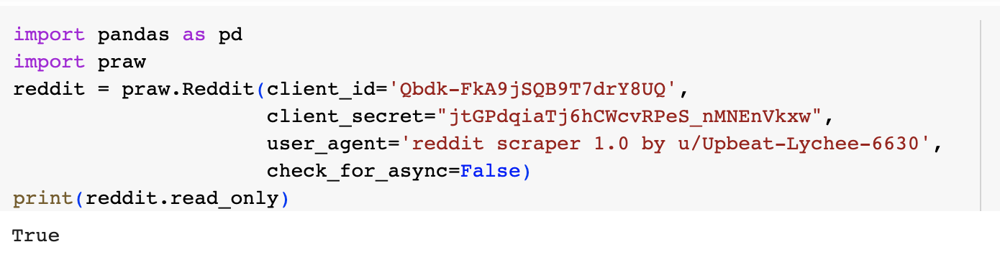 import pandas as pd
import praw
reddit = praw.Reddit(client_id='Qbdk-FkA9jSQB9T7drY8UQ',
client_secret="jtGPdqiaTj6hCWcvRPeS_nMNEnVkxw",
user_agent='reddit scraper 1.0 by u/Upbeat-Lychee-6630',
check_for_async=False)
print(reddit.read_only)
True